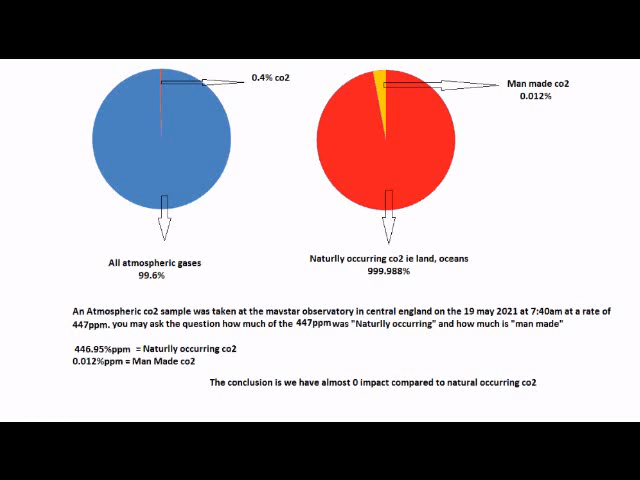 0.4% co2
Man made co2
0.012%
All atmospheric gases
99.6%
Naturlly occurring co2 ie land, oceans
999.988%
An Atmospheric co2 sample was taken at the mavstar observatory in central england on the 19 may 2021 at 7:40am at a rate of
447ppm. you may ask the question how much of the 447ppm was "Naturlly occurring" and how much is "man made"
446.95%ppm = Naturlly occurring co2
0.012%ppm = Man Made co2
The conclusion is we have almost 0 impact compared to natural occurring co2